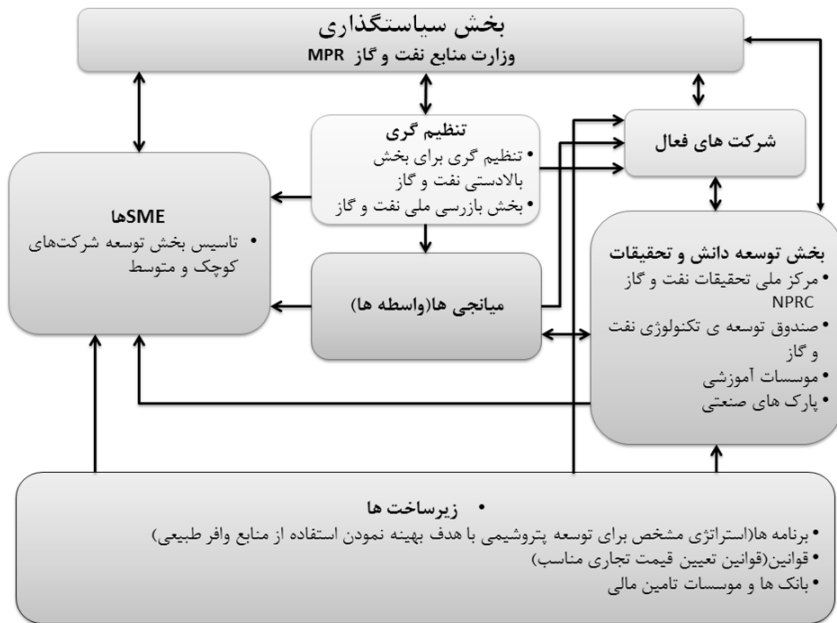 بخش سیاستگذاری
وزارت منابع نفت و گاز MPR
تنظیم گری
•تنظیم گری برای بخش
بالادستی نفت و گاز
•بخش بازرسی ملی نفت و گاز
شرکت های فعال
SMEها
• تاسیس بخش توسعه شرکت‌های
کوچک و متوسط
میانجی ها(واسطه ها)
بخش توسعه دانش و تحقیقات
•مرکز ملی تحقیقات نفت و گاز
NPRC
•صندوق توسعه ی تکنولوژی نفت
و گاز
•موسسات آموزشی
•پارک های صنعتی
• زیرساخت ها
•برنامه ها(استراتژی مشخص برای توسعه پتروشیمی با هدف بهینه نمودن استفاده از منابع وافر طبیعی)
•قوانین(قوانین تعیین قیمت تجاری مناسب)
•بانک ها و موسسات تامین مالی